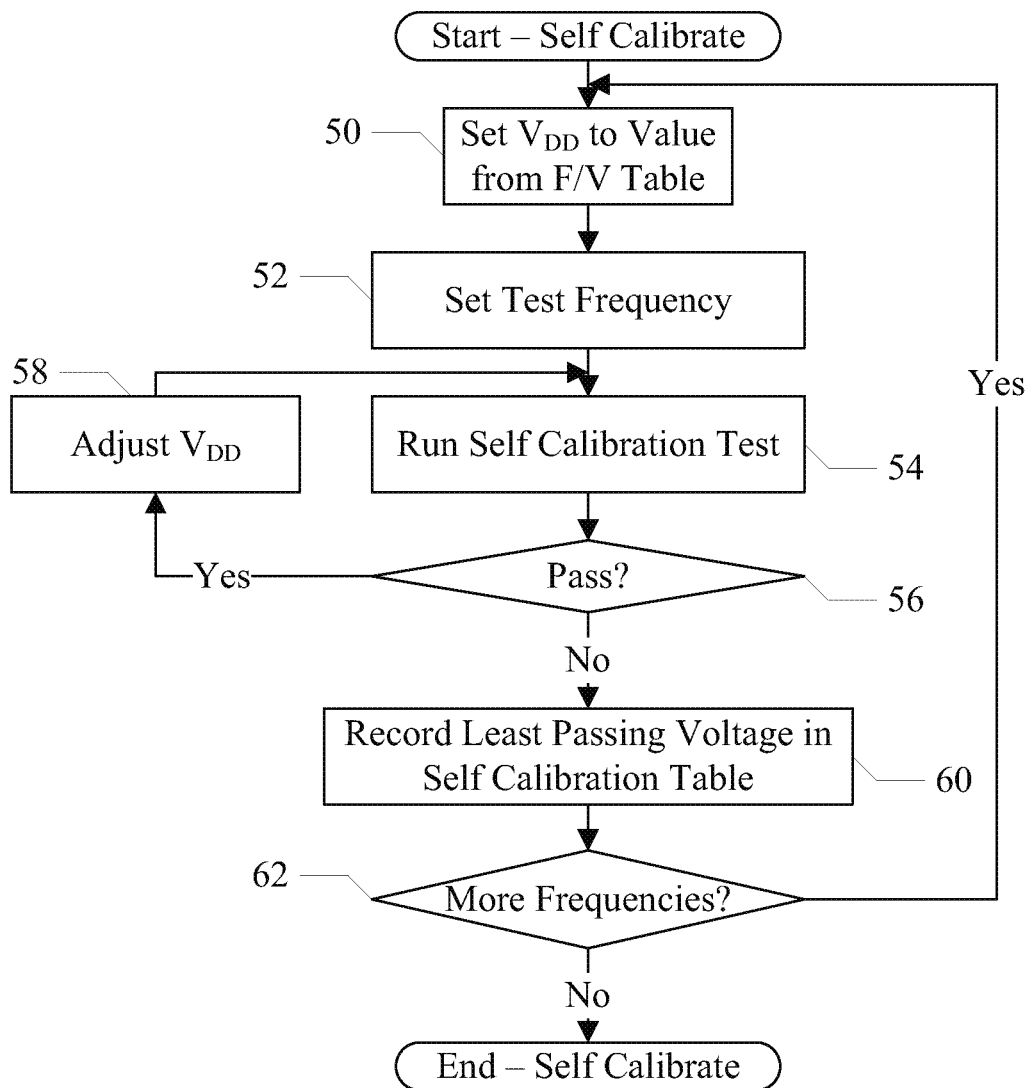 Start – Self Calibrate
50
Set VDD to Value
from F/V Table
52
Set Test Frequency
58
Yes
Adjust VDD
Run Self Calibration Test
54
Yes
Pass?
56
No
Record Least Passing Voltage in
Self Calibration Table
60
62
More Frequencies?
No
End – Self Calibrate